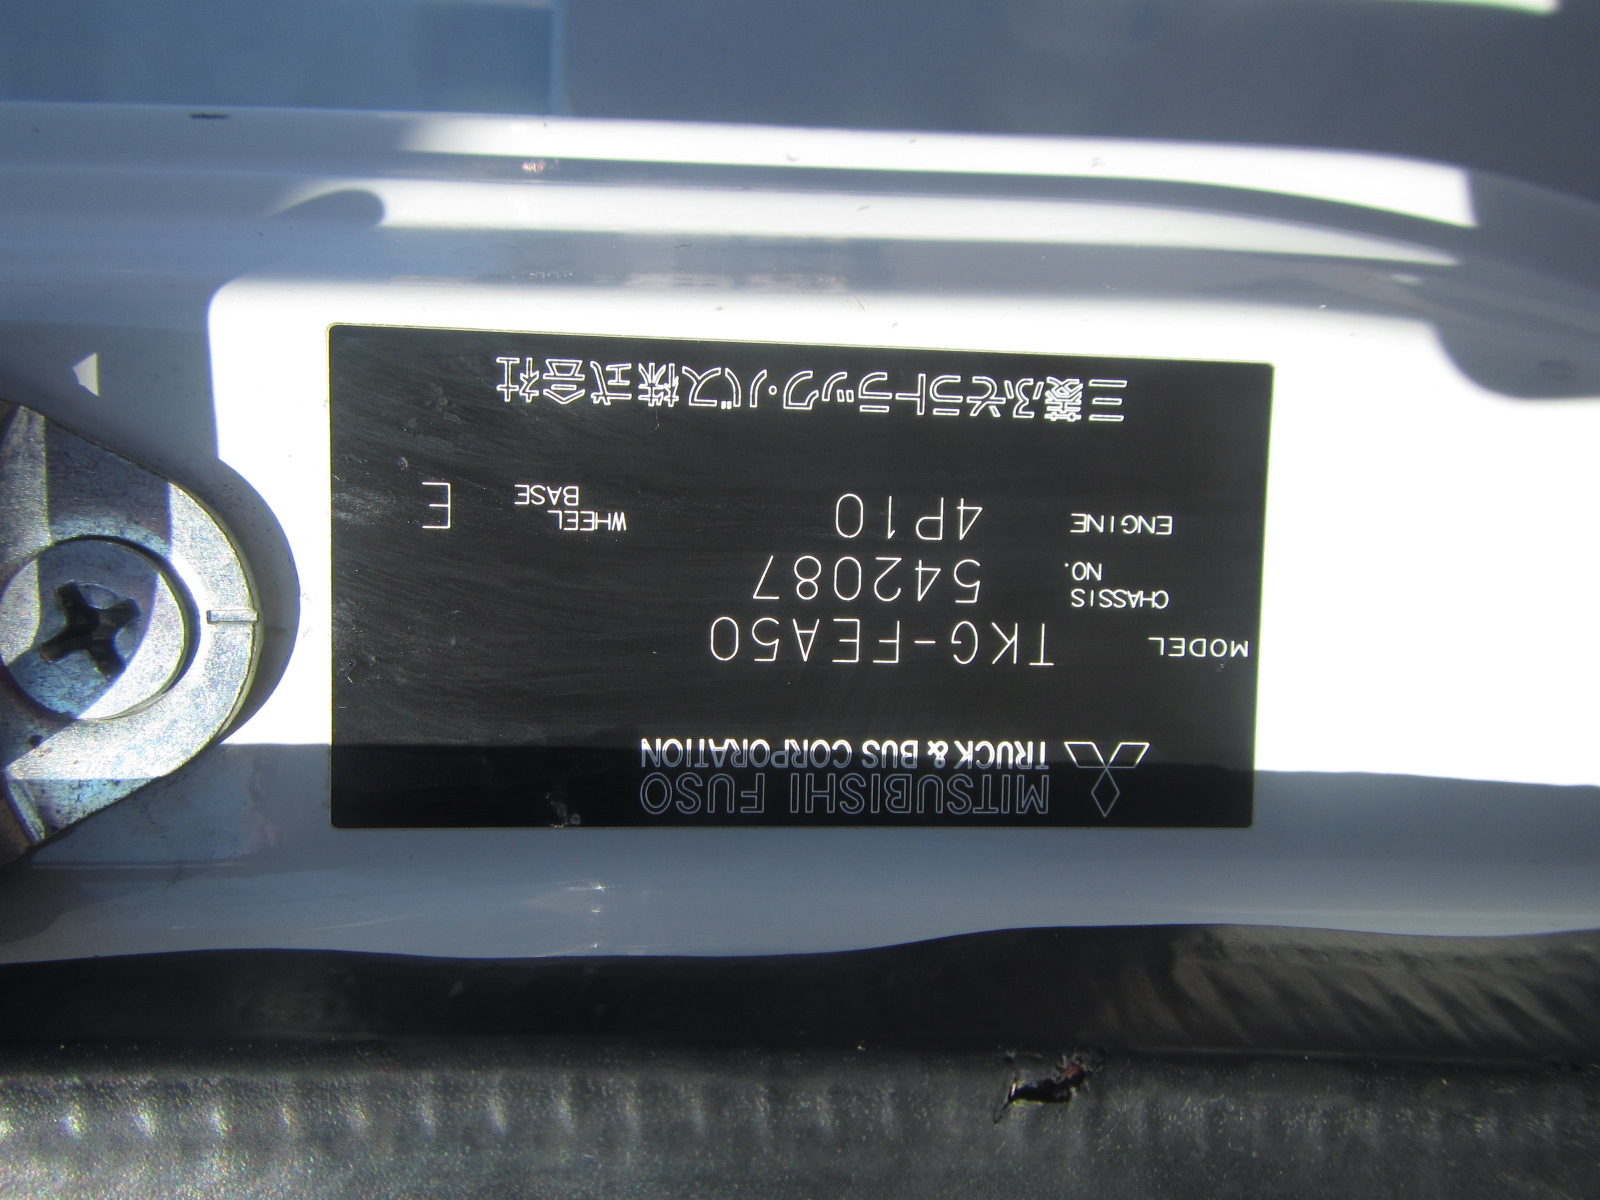 MITSUBISHI FUSO
TRUCK & BUS CORPORATION
MODEL TKG-FEA50
CHASSIS NO. 542087
ENGINE 4P10 WHEEL BASE E
三菱ふそうトラック・バス株式会社